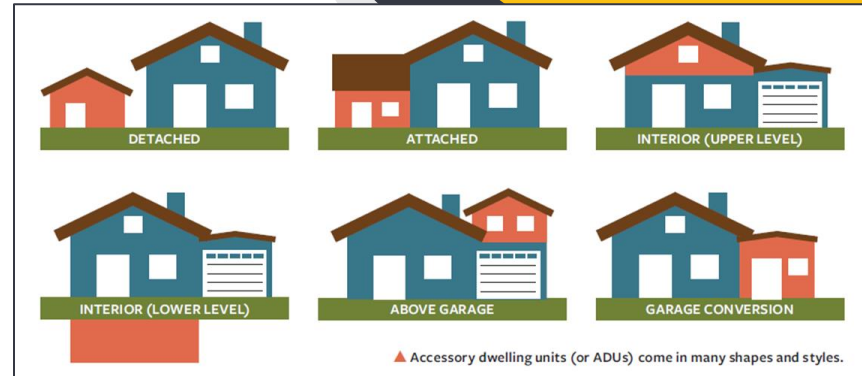 DETACHED
ATTACHED
INTERIOR (UPPER LEVEL)
INTERIOR (LOWER LEVEL)
ABOVE GARAGE
GARAGE CONVERSION
▲ Accessory dwelling units (or ADUs) come in many shapes and styles.